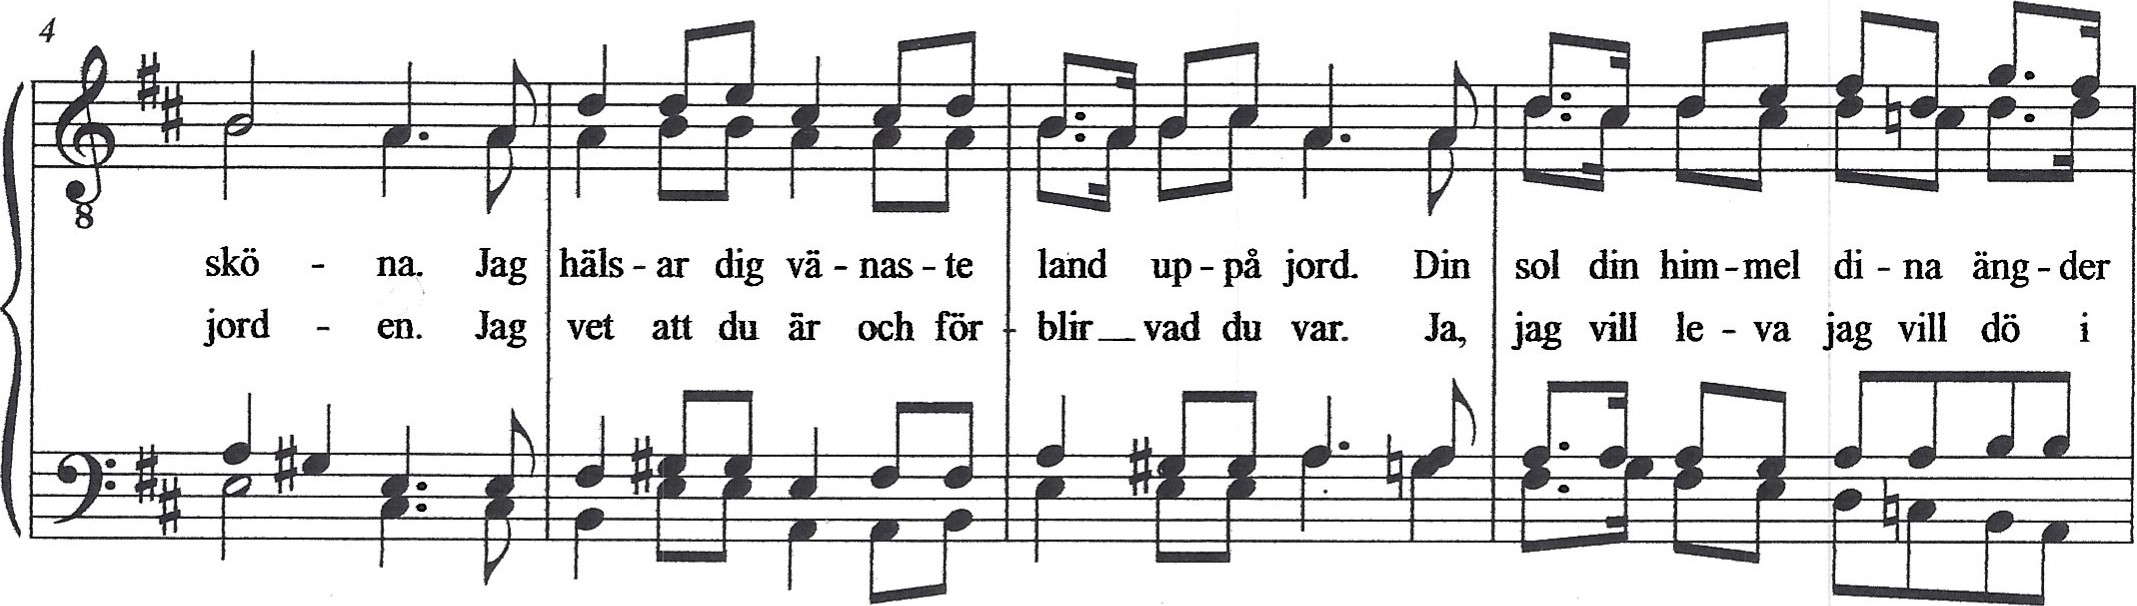 4
8
skö - na. Jag häls - ar dig vä - nas - te land up - på jord. Din sol din him - mel di - na äng - der
jord - en. Jag vet att du är och för - blir _ vad du var. Ja, jag vill le - va jag vill dö i